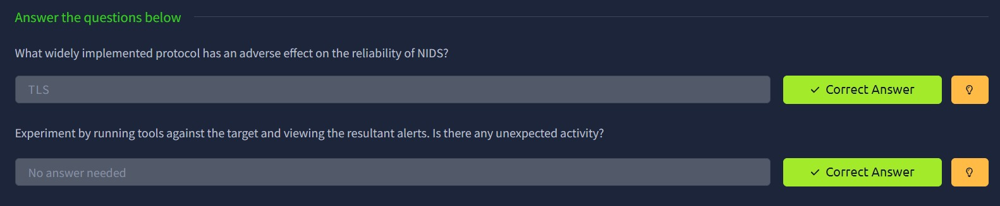 Answer the questions below
What widely implemented protocol has an adverse effect on the reliability of NIDS?
TLS
Correct Answer
Experiment by running tools against the target and viewing the resultant alerts. Is there any unexpected activity?
No answer needed
Correct Answer